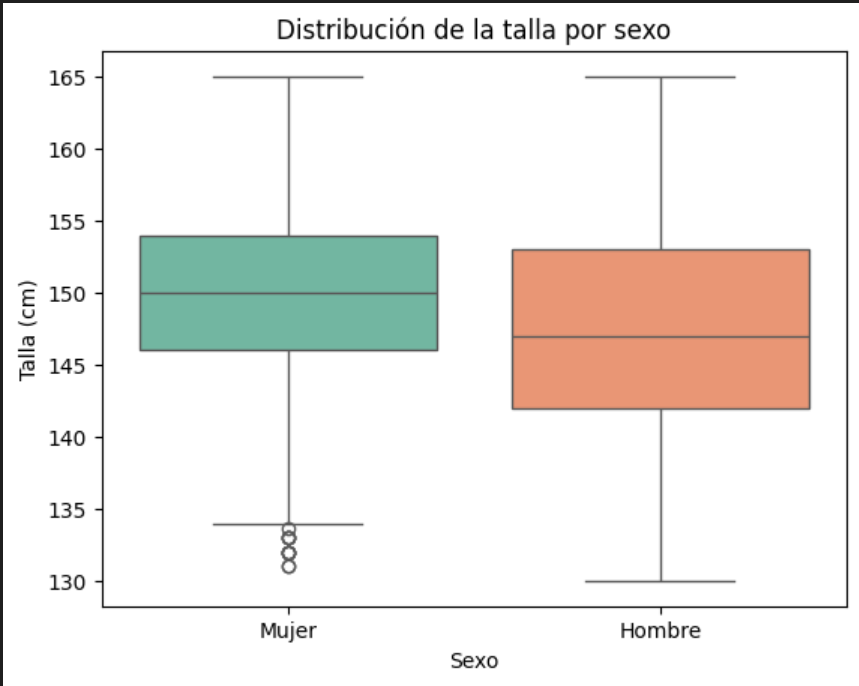 Distribución de la talla por sexo
165
160
155
150
145
140
135
130
Talla (cm)
Mujer
Hombre
Sexo